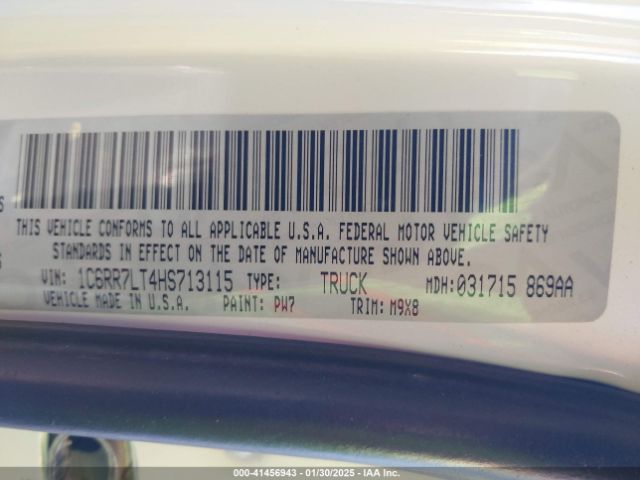 THIS VEHICLE CONFORMS TO ALL APPLICABLE U.S.A. FEDERAL MOTOR VEHICLE SAFETY
STANDARDS IN EFFECT ON THE DATE OF MANUFACTURE SHOWN ABOVE.
VIN: 1C6RR7LT4HS713115 TYPE: TRUCK MDH: 031715 869AA
VEHICLE MADE IN U.S.A. PAINT: PW7 TRIM: M9X8
000-41456943 - 01/30/2025 - IAA Inc.